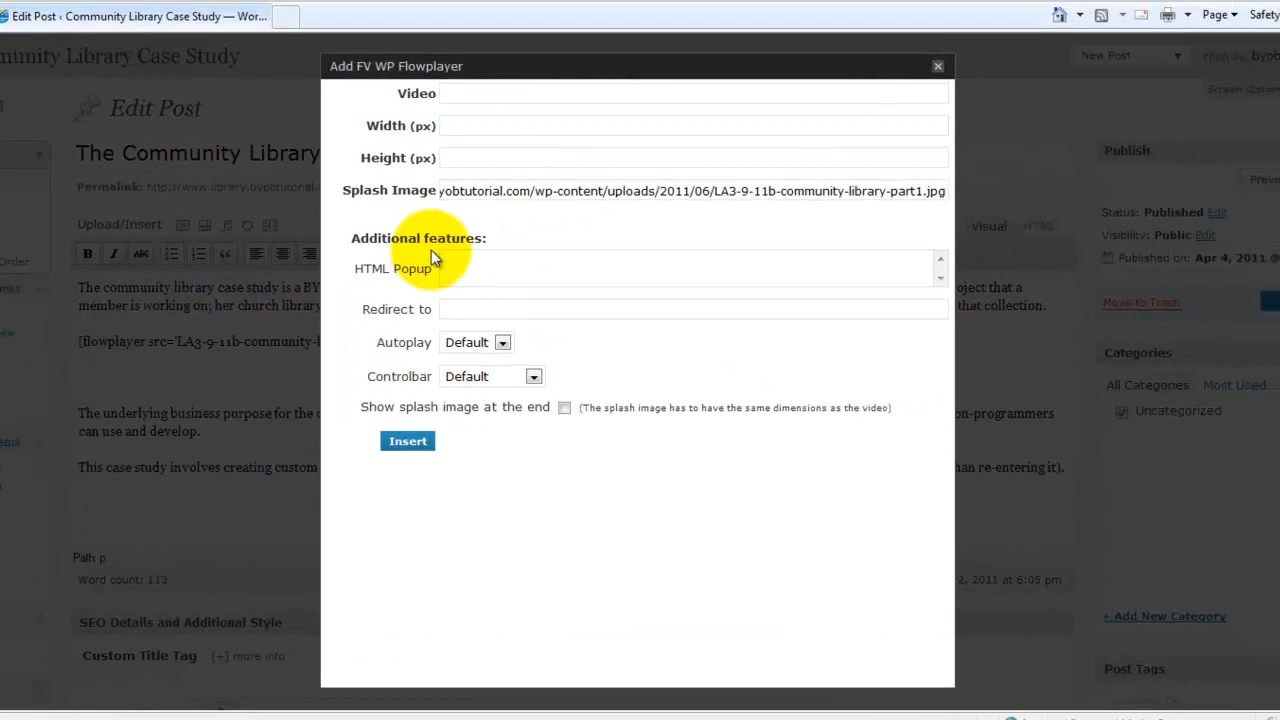 Edit Post ‹ Community Library Case Study — Wor...
Page
Safety
mmunity Library Case Study
New Post
Howdy, byob
Screen Options
Edit Post
Add FV WP Flowplayer
Video
Width (px)
Height (px)
Splash Image yobtutorial.com/wp-content/uploads/2011/06/LA3-9-11b-community-library-part1.jpg
Additional features:
HTML Popup
Redirect to
Autoplay Default
Controlbar Default
Show splash image at the end (The splash image has to have the same dimensions as the video)
Insert
The Community Library
Permalink: http://www.library.byobtutorial.
Upload/Insert
Visual HTML
B I ABC
Order
The community library case study is a BY
oject that a
member is working on; her church library
that collection.
[flowplayer src='LA3-9-11b-community-l
The underlying business purpose for the c
on-programmers
can use and develop.
This case study involves creating custom
han re-entering it).
Path: p
Word count: 113
2, 2011 at 6:05 pm
SEO Details and Additional Style
Custom Title Tag [+] more info
Publish
Preve
Status: Published Edit
Visibility: Public Edit
Published on: Apr 4, 2011 @
Move to Trash
Categories
All Categories Most Used
Uncategorized
+ Add New Category
Post Tags